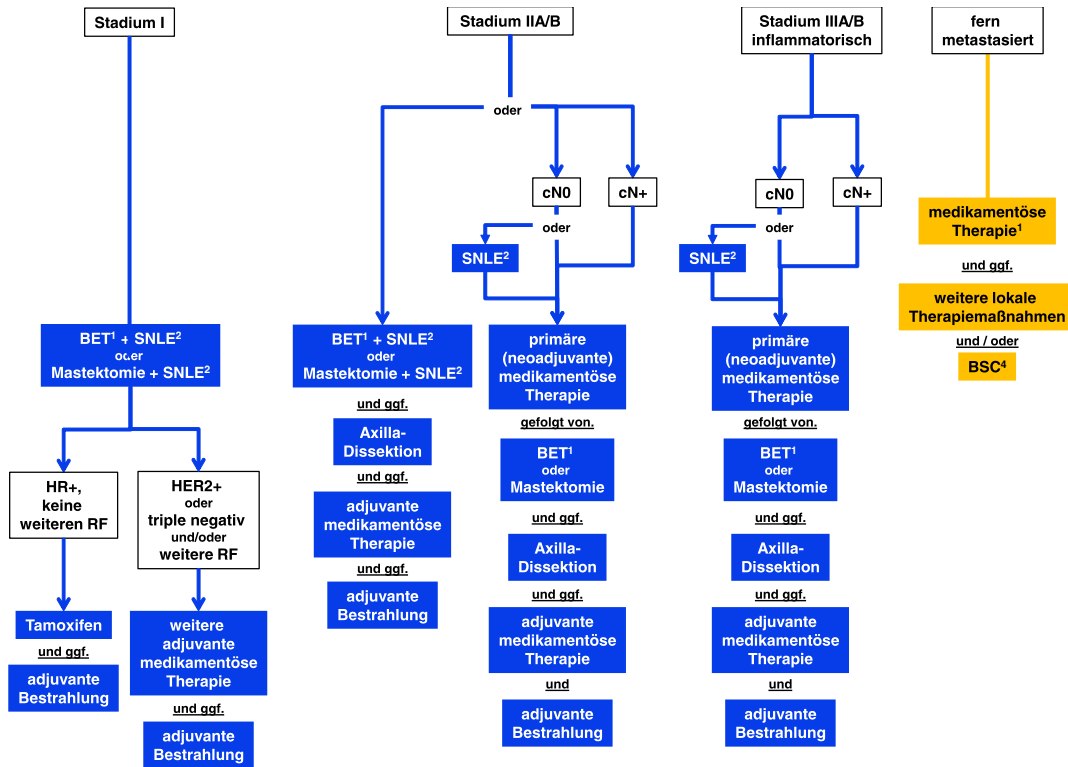 Stadium I
BET¹ + SNLE²
oder
Mastektomie + SNLE²
HR+,
keine
weiteren RF
Tamoxifen
und ggf.
adjuvante
Bestrahlung
HER2+
oder
triple negativ
und/oder
weitere RF
weitere
adjuvante
medikamentöse
Therapie
und ggf.
adjuvante
Bestrahlung
Stadium IIA/B
oder
BET¹ + SNLE²
oder
Mastektomie + SNLE²
und ggf.
Axilla-
Dissektion
und ggf.
adjuvante
medikamentöse
Therapie
und ggf.
adjuvante
Bestrahlung
cN0
cN+
oder
SNLE²
primäre
(neoadjuvante)
medikamentöse
Therapie
gefolgt von.
BET¹
oder
Mastektomie
und ggf.
Axilla-
Dissektion
und ggf.
adjuvante
medikamentöse
Therapie
und
adjuvante
Bestrahlung
Stadium IIIA/B
inflammatorisch
cN0
cN+
oder
SNLE²
primäre
(neoadjuvante)
medikamentöse
Therapie
gefolgt von.
BET¹
oder
Mastektomie
und ggf.
Axilla-
Dissektion
und ggf.
adjuvante
medikamentöse
Therapie
und
adjuvante
Bestrahlung
fern
metastasiert
medikamentöse
Therapie¹
und ggf.
weitere lokale
Therapiemaßnahmen
und / oder
BSC⁴